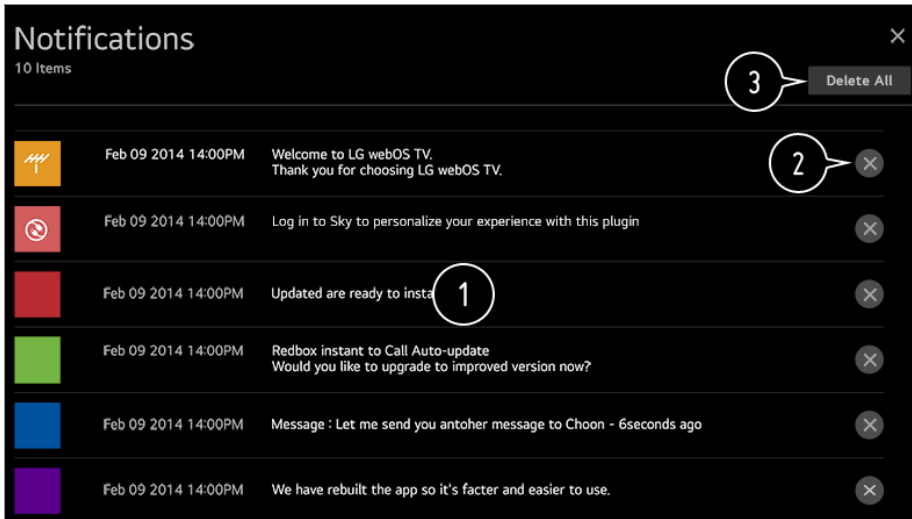 Notifications
10 Items
3
Delete All
Feb 09 2014 14:00PM
Welcome to LG webOS TV.
Thank you for choosing LG webOS TV.
2
Feb 09 2014 14:00PM
Log in to Sky to personalize your experience with this plugin
Feb 09 2014 14:00PM
Updated are ready to insta
1
Feb 09 2014 14:00PM
Redbox instant to Call Auto-update
Would you like to upgrade to improved version now?
Feb 09 2014 14:00PM
Message : Let me send you antoher message to Choon - 6seconds ago
Feb 09 2014 14:00PM
We have rebuilt the app so it's facter and easier to use.